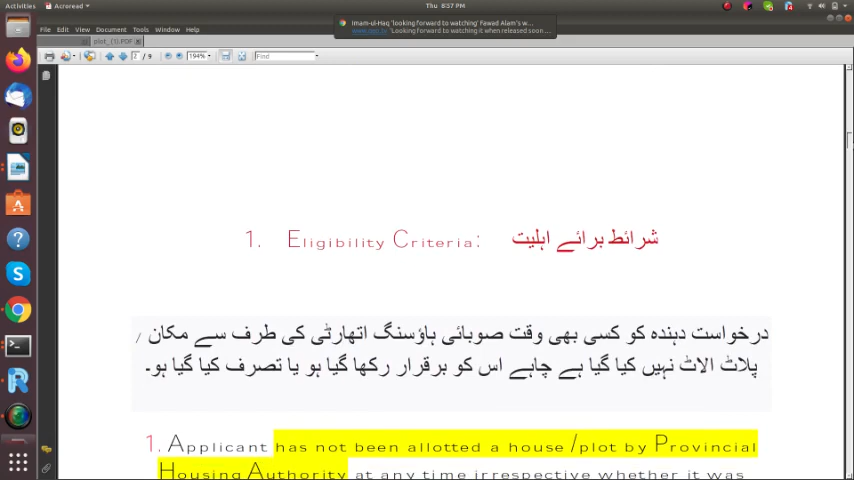 Activities
Acroread
Thu 8:57 PM
File Edit View Document Tools Window Help
Imam-ul-Haq 'looking forward to watching' Fawad Alam's w...
'Looking forward to watching it when released soon ...
plot_(1).PDF
2 / 9
194%
Find
1. Eligibility Criteria: شرائط برائے اہلیت
درخواست دہندہ کو کسی بھی وقت صوبائی ہاؤسنگ اتھارٹی کی طرف سے مکان /
پلاٹ الاٹ نہیں کیا گیا ہے چاہے اس کو برقرار رکھا گیا ہو یا تصرف کیا گیا ہو۔
1. Applicant has not been allotted a house /plot by Provincial
Housing Authority at any time irrespective whether it was